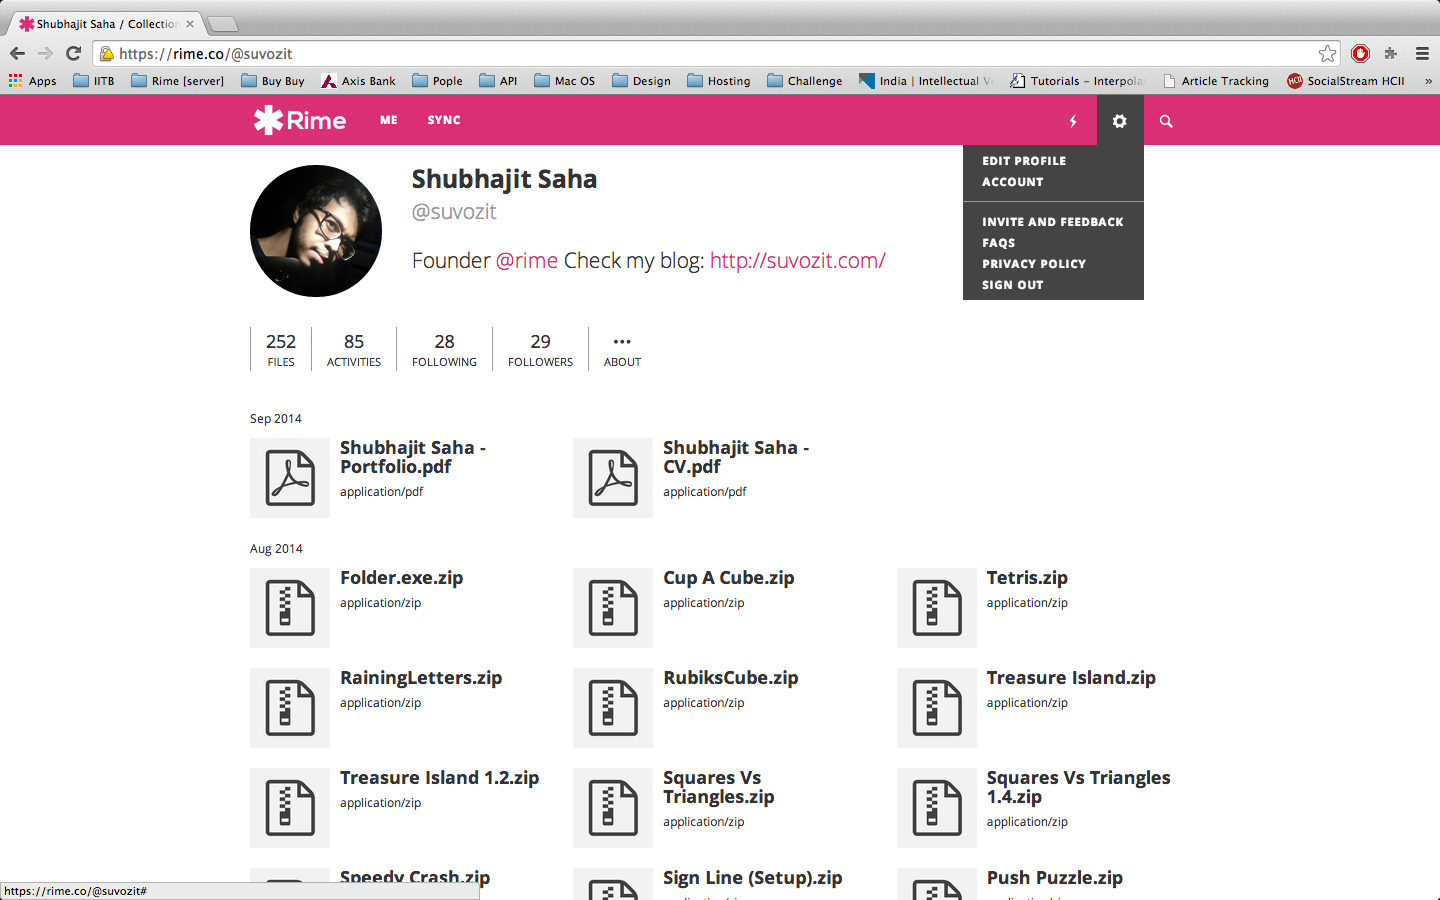 Shubhajit Saha / Collection
https://rime.co/@suvozit
Apps IITB Rime [server] Buy Buy Axis Bank Pople API Mac OS Design Hosting Challenge India | Intellectual Ve Tutorials – Interpola Article Tracking HCII SocialStream HCII »
Rime ME SYNC
EDIT PROFILE
ACCOUNT
INVITE AND FEEDBACK
FAQS
PRIVACY POLICY
SIGN OUT
Shubhajit Saha
@suvozit
Founder @rime Check my blog: http://suvozit.com/
252 85 28 29 •••
FILES ACTIVITIES FOLLOWING FOLLOWERS ABOUT
Sep 2014
Shubhajit Saha -
Portfolio.pdf
application/pdf
Shubhajit Saha -
CV.pdf
application/pdf
Aug 2014
Folder.exe.zip
application/zip
Cup A Cube.zip
application/zip
Tetris.zip
application/zip
RainingLetters.zip
application/zip
RubiksCube.zip
application/zip
Treasure Island.zip
application/zip
Treasure Island 1.2.zip
application/zip
Squares Vs
Triangles.zip
application/zip
Squares Vs Triangles
1.4.zip
application/zip
Speedy Crash.zip
Sign Line (Setup).zip
Push Puzzle.zip
https://rime.co/@suvozit#